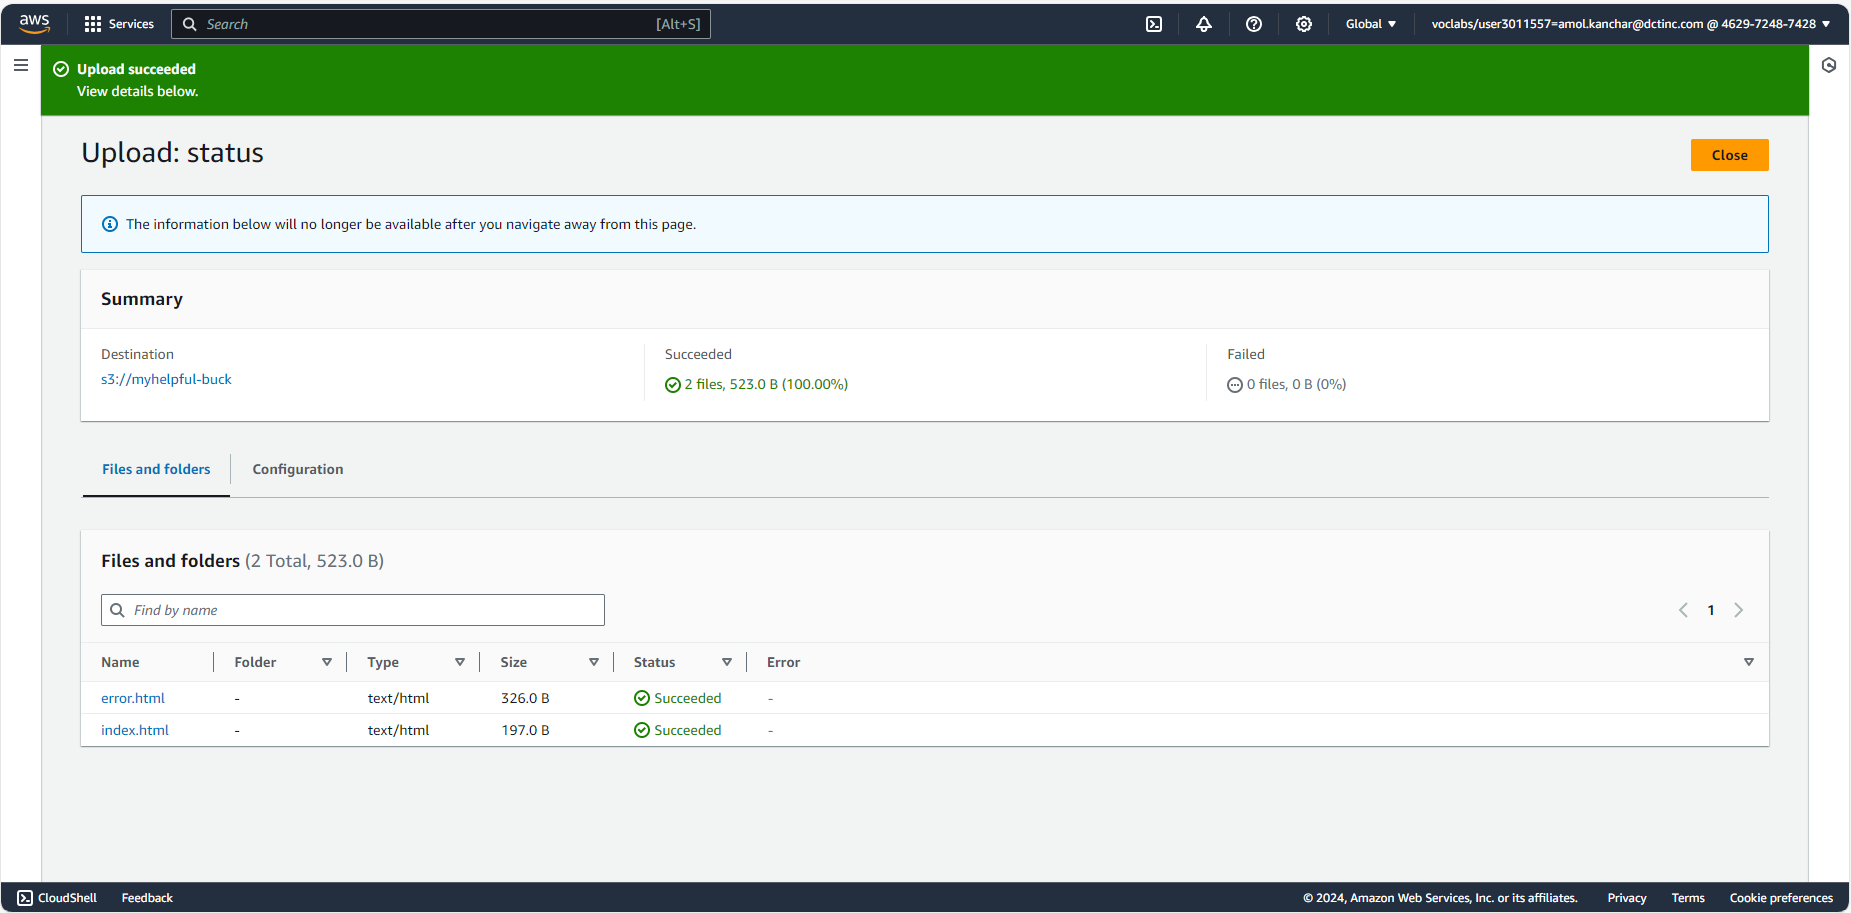 aws Services Search [Alt+S] Global voclabs/user3011557=amol.kanchar@dctinc.com @ 4629-7248-7428
Upload succeeded
View details below.
Upload: status
Close
The information below will no longer be available after you navigate away from this page.
Summary
Destination Succeeded Failed
s3://myhelpful-buck 2 files, 523.0 B (100.00%) 0 files, 0 B (0%)
Files and folders Configuration
Files and folders (2 Total, 523.0 B)
Find by name 1
Name Folder Type Size Status Error
error.html - text/html 326.0 B Succeeded -
index.html - text/html 197.0 B Succeeded -
CloudShell Feedback © 2024, Amazon Web Services, Inc. or its affiliates. Privacy Terms Cookie preferences